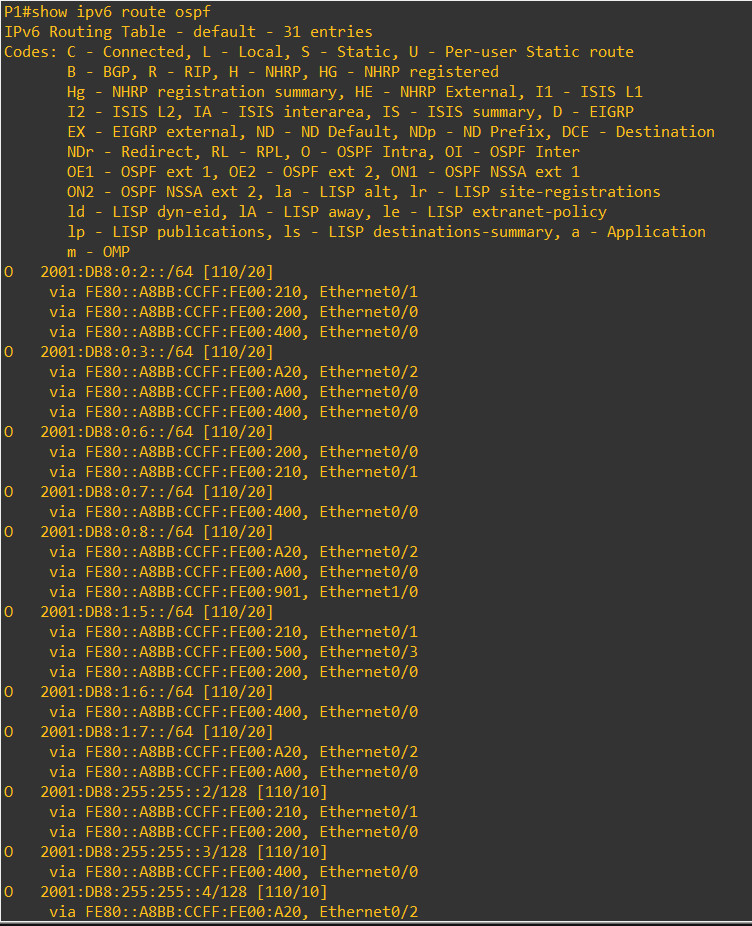 P1#show ipv6 route ospf
IPv6 Routing Table - default - 31 entries
Codes: C - Connected, L - Local, S - Static, U - Per-user Static route
       B - BGP, R - RIP, H - NHRP, HG - NHRP registered
       Hg - NHRP registration summary, HE - NHRP External, I1 - ISIS L1
       I2 - ISIS L2, IA - ISIS interarea, IS - ISIS summary, D - EIGRP
       EX - EIGRP external, ND - ND Default, NDp - ND Prefix, DCE - Destination
       NDr - Redirect, RL - RPL, O - OSPF Intra, OI - OSPF Inter
       OE1 - OSPF ext 1, OE2 - OSPF ext 2, ON1 - OSPF NSSA ext 1
       ON2 - OSPF NSSA ext 2, la - LISP alt, lr - LISP site-registrations
       ld - LISP dyn-eid, lA - LISP away, le - LISP extranet-policy
       lp - LISP publications, ls - LISP destinations-summary, a - Application
       m - OMP
O   2001:DB8:0:2::/64 [110/20]
     via FE80::A8BB:CCFF:FE00:210, Ethernet0/1
     via FE80::A8BB:CCFF:FE00:200, Ethernet0/0
     via FE80::A8BB:CCFF:FE00:400, Ethernet0/0
O   2001:DB8:0:3::/64 [110/20]
     via FE80::A8BB:CCFF:FE00:A20, Ethernet0/2
     via FE80::A8BB:CCFF:FE00:A00, Ethernet0/0
     via FE80::A8BB:CCFF:FE00:400, Ethernet0/0
O   2001:DB8:0:6::/64 [110/20]
     via FE80::A8BB:CCFF:FE00:200, Ethernet0/0
     via FE80::A8BB:CCFF:FE00:210, Ethernet0/1
O   2001:DB8:0:7::/64 [110/20]
     via FE80::A8BB:CCFF:FE00:400, Ethernet0/0
O   2001:DB8:0:8::/64 [110/20]
     via FE80::A8BB:CCFF:FE00:A20, Ethernet0/2
     via FE80::A8BB:CCFF:FE00:A00, Ethernet0/0
     via FE80::A8BB:CCFF:FE00:901, Ethernet1/0
O   2001:DB8:1:5::/64 [110/20]
     via FE80::A8BB:CCFF:FE00:210, Ethernet0/1
     via FE80::A8BB:CCFF:FE00:500, Ethernet0/3
     via FE80::A8BB:CCFF:FE00:200, Ethernet0/0
O   2001:DB8:1:6::/64 [110/20]
     via FE80::A8BB:CCFF:FE00:400, Ethernet0/0
O   2001:DB8:1:7::/64 [110/20]
     via FE80::A8BB:CCFF:FE00:A20, Ethernet0/2
     via FE80::A8BB:CCFF:FE00:A00, Ethernet0/0
O   2001:DB8:255:255::2/128 [110/10]
     via FE80::A8BB:CCFF:FE00:210, Ethernet0/1
     via FE80::A8BB:CCFF:FE00:200, Ethernet0/0
O   2001:DB8:255:255::3/128 [110/10]
     via FE80::A8BB:CCFF:FE00:400, Ethernet0/0
O   2001:DB8:255:255::4/128 [110/10]
     via FE80::A8BB:CCFF:FE00:A20, Ethernet0/2